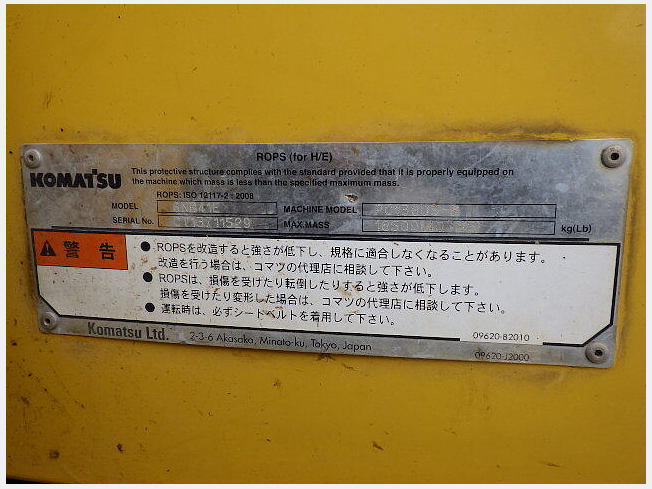 ROPS (for H/E)
KOMATSU
This protective structure complies with the standard provided that it is properly equipped on
the machine which mass is less than the specified maximum mass.
ROPS: ISO 12117-2 : 2008
MODEL MACHINE MODEL
SERIAL No. MAX.MASS kg(Lb)
警告
● ROPSを改造すると強さが低下し、規格に適合しなくなることがあります。
改造を行う場合は、コマツの代理店に相談して下さい。
● ROPSは、損傷を受けたり転倒したりすると強さが低下します。
損傷を受けたり変形した場合は、コマツの代理店に相談して下さい。
● 運転時は、必ずシートベルトを着用して下さい。
09620-B2010
Komatsu Ltd. 2-3-6 Akasaka, Minato-ku, Tokyo, Japan
09620-J2000